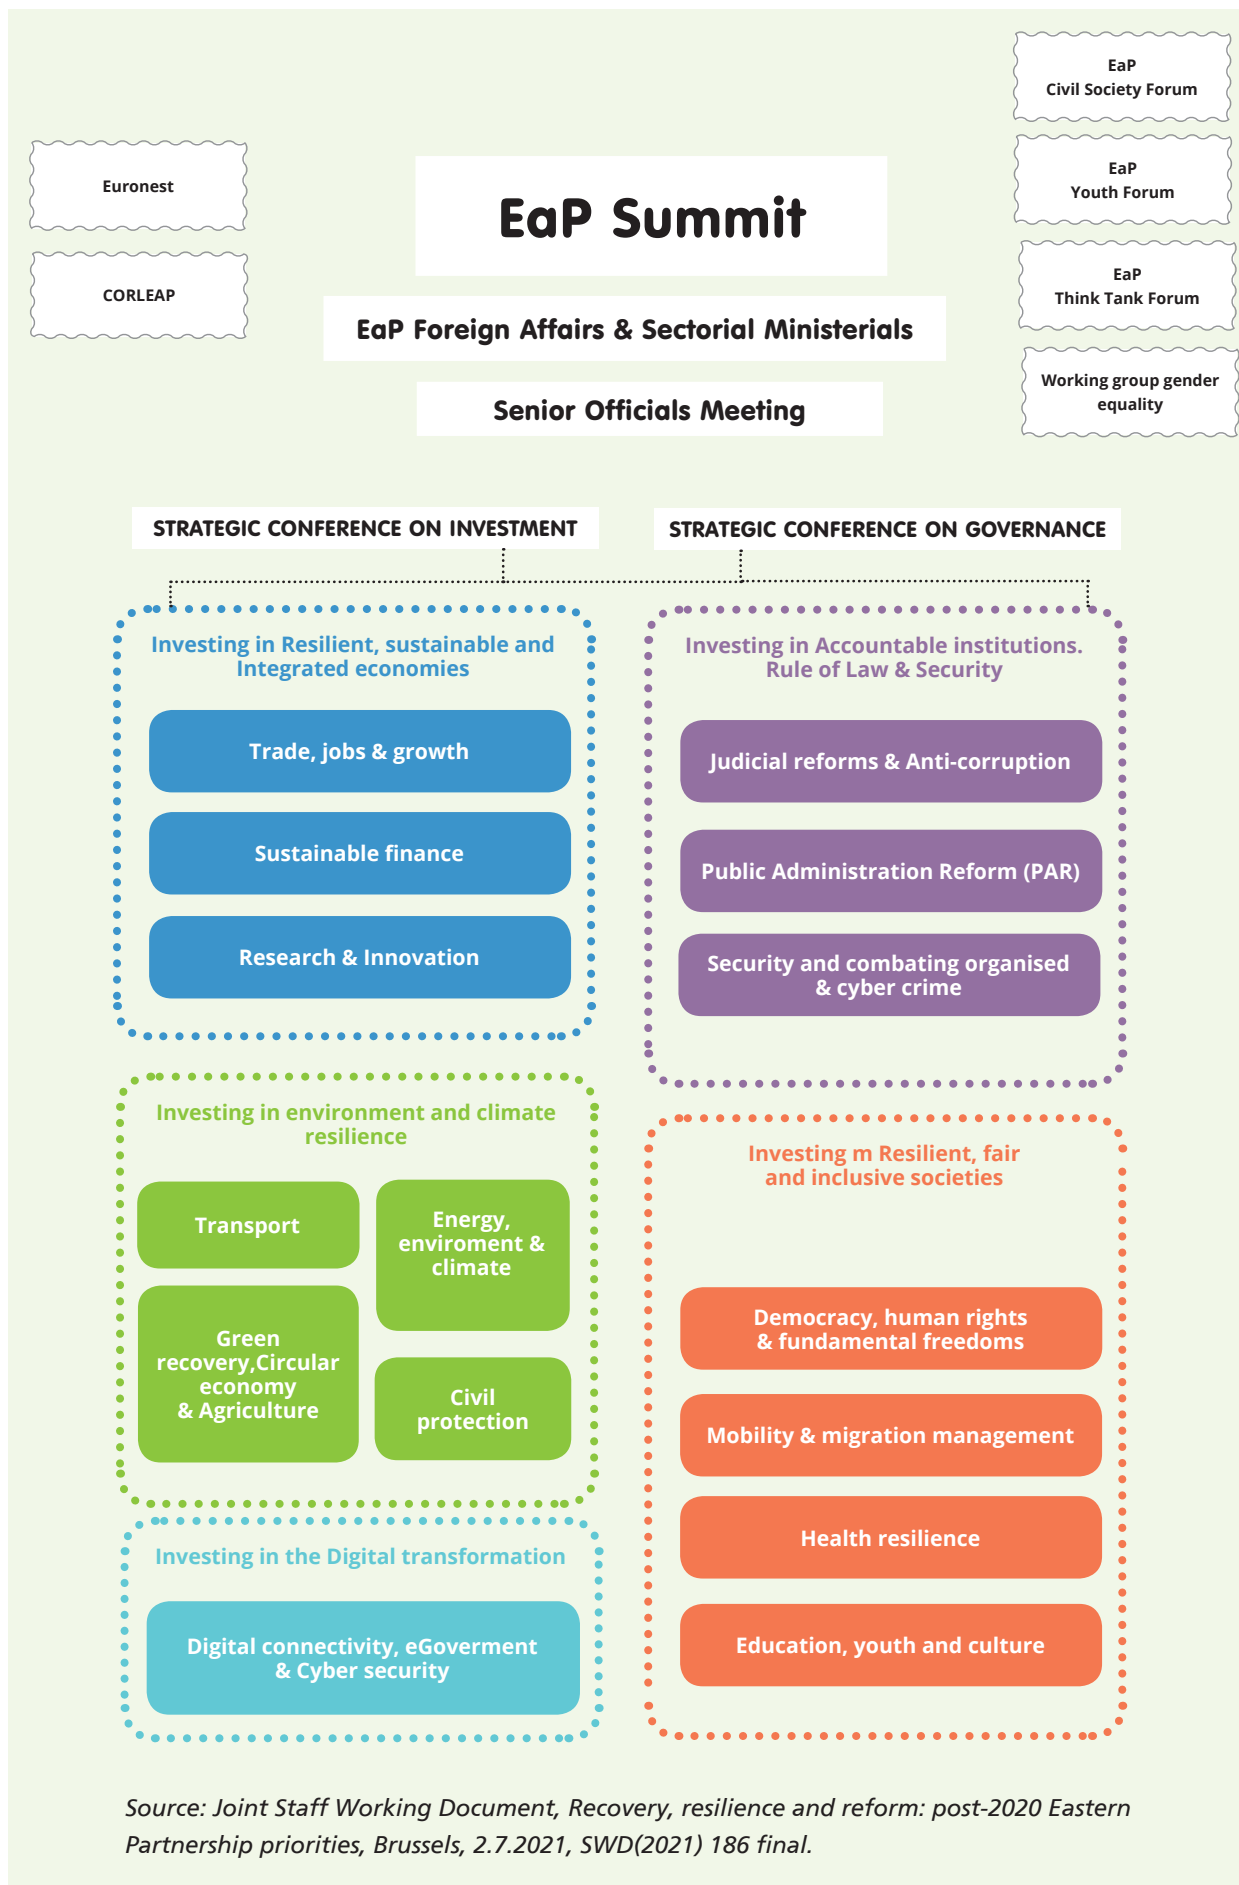 EaP
Civil Society Forum
EaP
Youth Forum
EaP
Think Tank Forum
Working group gender
equality
Euronest
CORLEAP
EaP Summit
EaP Foreign Affairs & Sectorial Ministerials
Senior Officials Meeting
STRATEGIC CONFERENCE ON INVESTMENT
STRATEGIC CONFERENCE ON GOVERNANCE
Investing in Resilient, sustainable and
Integrated economies
Trade, jobs & growth
Sustainable finance
Research & Innovation
Investing in Accountable institutions.
Rule of Law & Security
Judicial reforms & Anti-corruption
Public Administration Reform (PAR)
Security and combating organised
& cyber crime
Investing in environment and climate
resilience
Transport
Energy,
enviroment &
climate
Green
recovery,Circular
economy
& Agriculture
Civil
protection
Investing m Resilient, fair
and inclusive societies
Democracy, human rights
& fundamental freedoms
Mobility & migration management
Health resilience
Education, youth and culture
Investing in the Digital transformation
Digital connectivity, eGoverment
& Cyber security
Source: Joint Staff Working Document, Recovery, resilience and reform: post-2020 Eastern
Partnership priorities, Brussels, 2.7.2021, SWD(2021) 186 final.